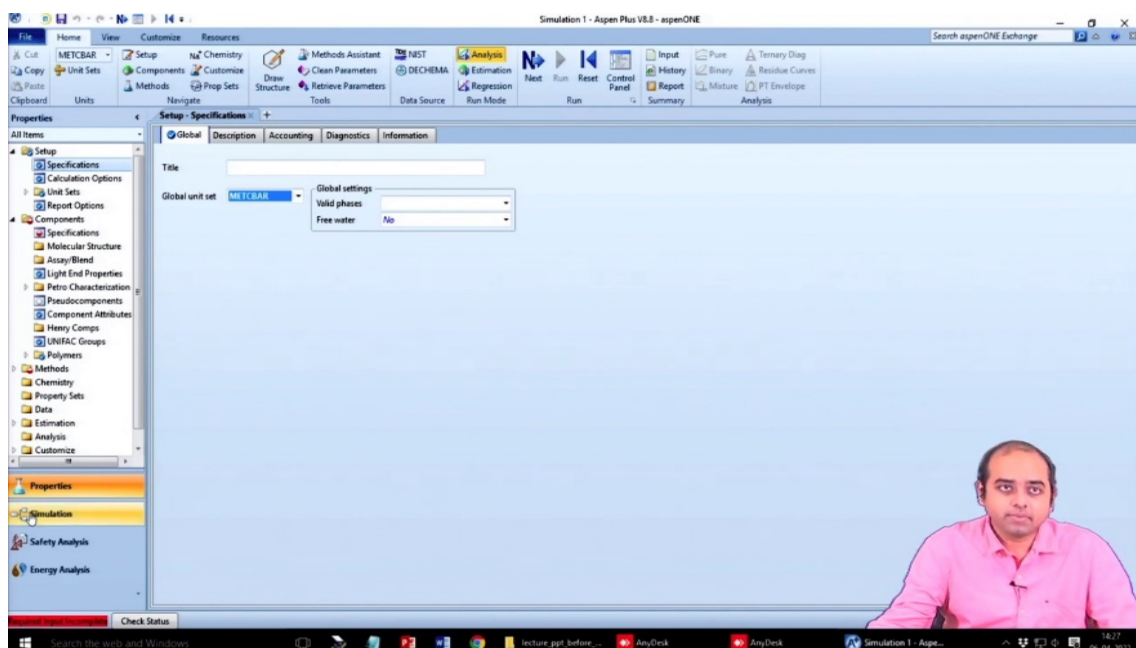 Simulation 1 - Aspen Plus V8.8 - aspenONE
File Home View Customize Resources
Search aspenONE Exchange
Cut METCBAR Setup Chemistry Methods Assistant NIST Analysis Input Pure Ternary Diag
Copy Unit Sets Components Customize Draw Structure Clean Parameters DECHEMA Estimation Next Run Reset Control Panel History Binary Residue Curves
Paste Methods Prop Sets Retrieve Parameters Regression Report Mixture PT Envelope
Clipboard Units Navigate Tools Data Source Run Mode Run Summary Analysis
Properties
Setup - Specifications
All Items
Global Description Accounting Diagnostics Information
Setup
Specifications
Calculation Options
Unit Sets
Report Options
Components
Specifications
Molecular Structure
Assay/Blend
Light End Properties
Petro Characterization
Pseudocomponents
Component Attributes
Henry Comps
UNIFAC Groups
Polymers
Methods
Chemistry
Property Sets
Data
Estimation
Analysis
Customize
Title
Global unit set METCBAR
Global settings
Valid phases
Free water No
Properties
Simulation
Safety Analysis
Energy Analysis
Required Input Incomplete Check Status
Search the web and Windows
lecture_ppt_before_... AnyDesk AnyDesk Simulation 1 - Aspe...
14:27